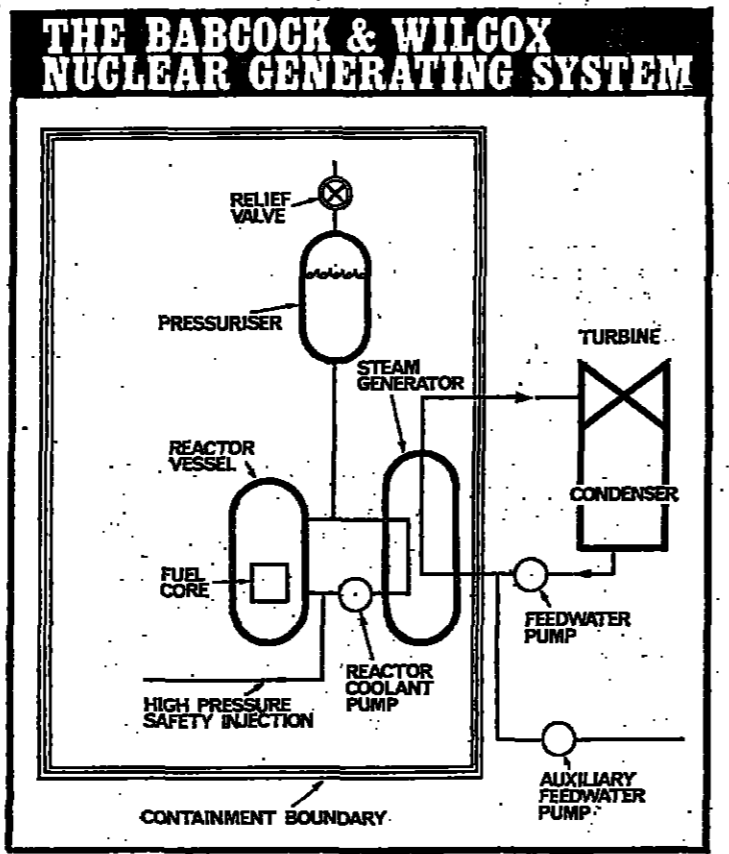 THE BABCOCK & WILCOX
NUCLEAR GENERATING SYSTEM
RELIEF
VALVE
PRESSURISER
TURBINE
STEAM
GENERATOR
REACTOR
VESSEL
CONDENSER
FUEL
CORE
FEEDWATER
PUMP
REACTOR
COOLANT
PUMP
HIGH PRESSURE
SAFETY INJECTION
AUXILIARY
FEEDWATER
PUMP
CONTAINMENT BOUNDARY